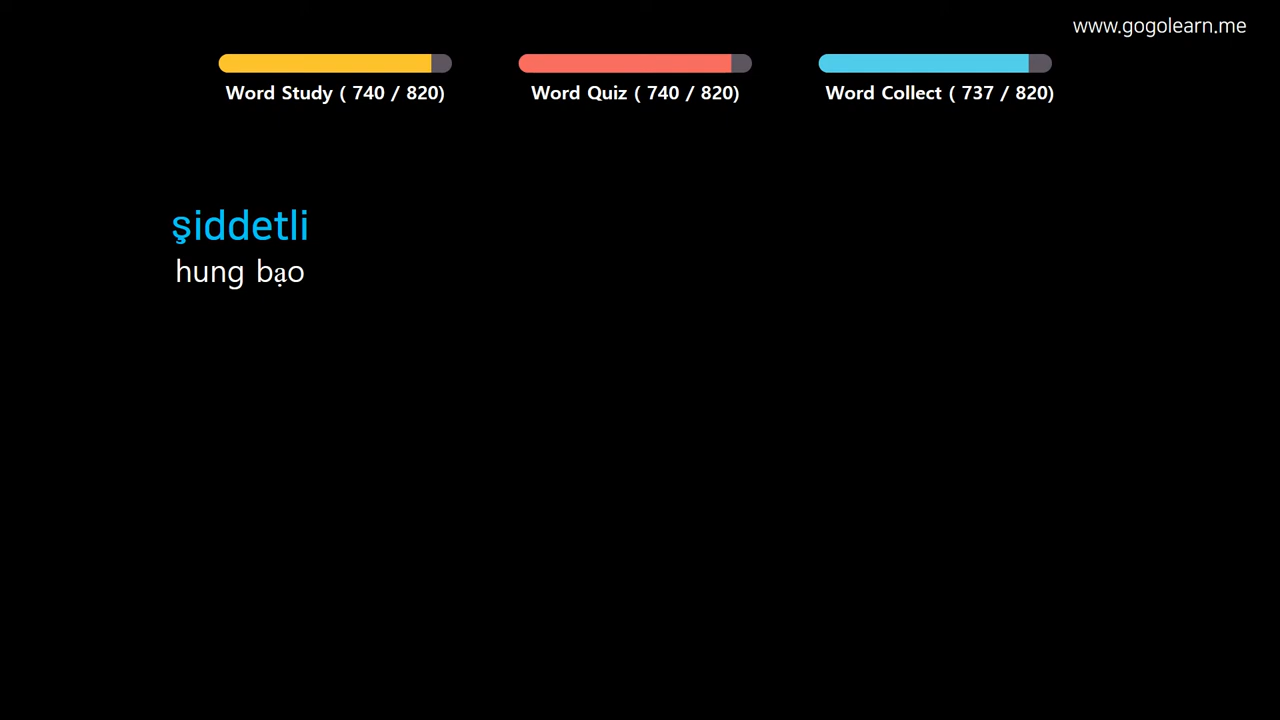 www.gogolearn.me
Word Study ( 740 / 820)
Word Quiz ( 740 / 820)
Word Collect ( 737 / 820)
şiddetli
hung bạo